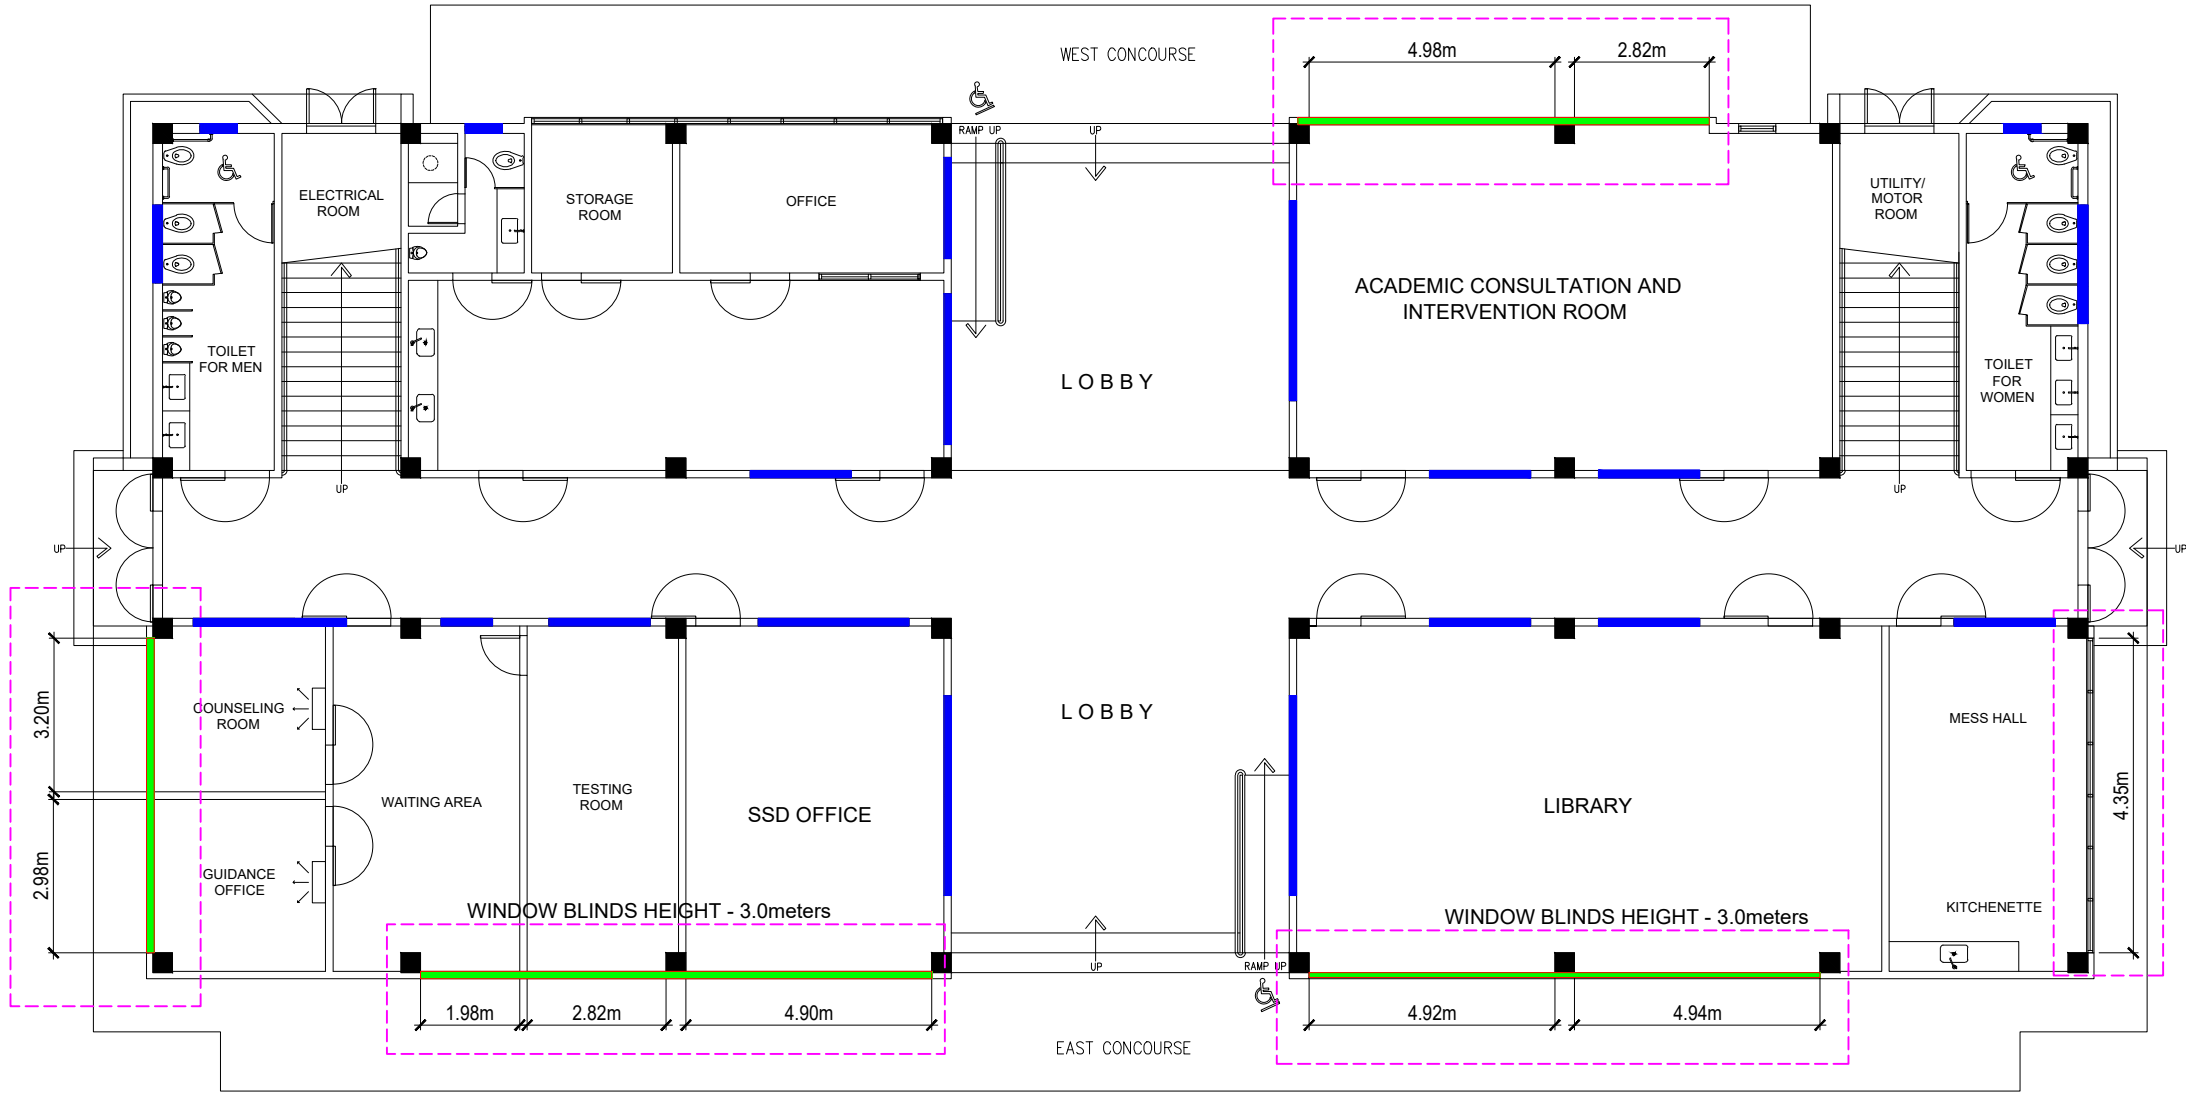 WEST CONCOURSE
4.98m
2.82m
RAMP UP
UP
ELECTRICAL
ROOM
STORAGE
ROOM
OFFICE
UTILITY/
MOTOR
ROOM
ACADEMIC CONSULTATION AND
INTERVENTION ROOM
TOILET
FOR MEN
LOBBY
TOILET
FOR
WOMEN
UP
UP
UP
UP
3.20m
COUNSELING
ROOM
LOBBY
MESS HALL
WAITING AREA
TESTING
ROOM
SSD OFFICE
LIBRARY
4.35m
2.98m
GUIDANCE
OFFICE
WINDOW BLINDS HEIGHT - 3.0meters
WINDOW BLINDS HEIGHT - 3.0meters
KITCHENETTE
UP
RAMP UP
1.98m
2.82m
4.90m
4.92m
4.94m
EAST CONCOURSE